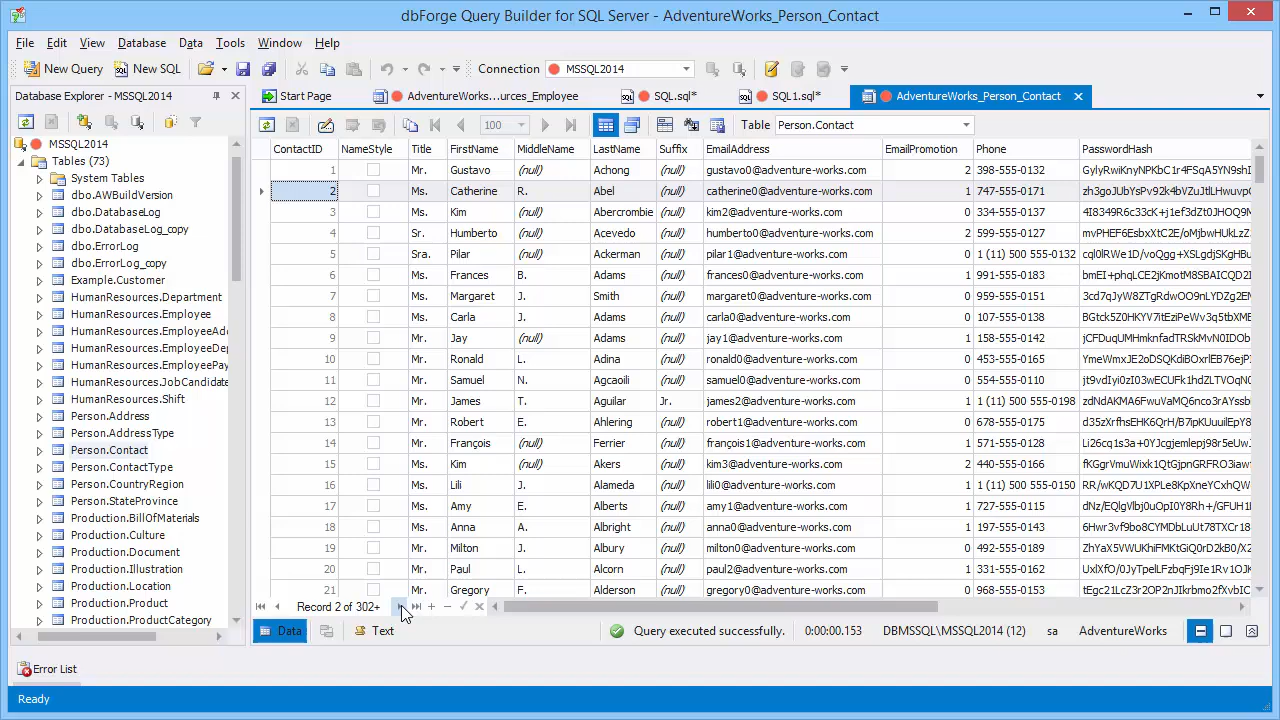 dbForge Query Builder for SQL Server - AdventureWorks_Person_Contact
File Edit View Database Data Tools Window Help
New Query New SQL Connection MSSQL2014
Database Explorer - MSSQL2014
Start Page AdventureWorks...urces_Employee SQL.sql* SQL1.sql* AdventureWorks_Person_Contact
100 Table Person.Contact
MSSQL2014
Tables (73)
System Tables
dbo.AWBuildVersion
dbo.DatabaseLog
dbo.DatabaseLog_copy
dbo.ErrorLog
dbo.ErrorLog_copy
Example.Customer
HumanResources.Department
HumanResources.Employee
HumanResources.EmployeeAd
HumanResources.EmployeeDe
HumanResources.EmployeePay
HumanResources.JobCandidate
HumanResources.Shift
Person.Address
Person.AddressType
Person.Contact
Person.ContactType
Person.CountryRegion
Person.StateProvince
Production.BillOfMaterials
Production.Culture
Production.Document
Production.Illustration
Production.Location
Production.Product
Production.ProductCategory
ContactID NameStyle Title FirstName MiddleName LastName Suffix EmailAddress EmailPromotion Phone PasswordHash
1 Mr. Gustavo (null) Achong (null) gustavo0@adventure-works.com 2 398-555-0132
2 Ms. Catherine R. Abel (null) catherine0@adventure-works.com 1 747-555-0171
3 Ms. Kim (null) Abercrombie (null) kim2@adventure-works.com 0 334-555-0137
4 Sr. Humberto (null) Acevedo (null) humberto0@adventure-works.com 2 599-555-0127
5 Sra. Pilar (null) Ackerman (null) pilar1@adventure-works.com 0 1 (11) 500 555-0132
6 Ms. Frances B. Adams (null) frances0@adventure-works.com 1 991-555-0183
7 Ms. Margaret J. Smith (null) margaret0@adventure-works.com 0 959-555-0151
8 Ms. Carla J. Adams (null) carla0@adventure-works.com 0 107-555-0138
9 Mr. Jay (null) Adams (null) jay1@adventure-works.com 1 158-555-0142
10 Mr. Ronald L. Adina (null) ronald0@adventure-works.com 0 453-555-0165
11 Mr. Samuel N. Agcaoili (null) samuel0@adventure-works.com 0 554-555-0110
12 Mr. James T. Aguilar Jr. james2@adventure-works.com 0 1 (11) 500 555-0198
13 Mr. Robert E. Ahlering (null) robert1@adventure-works.com 0 678-555-0175
14 Mr. François (null) Ferrier (null) françois1@adventure-works.com 0 571-555-0128
15 Ms. Kim (null) Akers (null) kim3@adventure-works.com 2 440-555-0166
16 Ms. Lili J. Alameda (null) lili0@adventure-works.com 0 1 (11) 500 555-0150
17 Ms. Amy E. Alberts (null) amy1@adventure-works.com 1 727-555-0115
18 Ms. Anna A. Albright (null) anna0@adventure-works.com 1 197-555-0143
19 Mr. Milton J. Albury (null) milton0@adventure-works.com 0 492-555-0189
20 Mr. Paul L. Alcorn (null) paul2@adventure-works.com 0 331-555-0162
21 Mr. Gregory F. Alderson (null) gregory0@adventure-works.com 0 193-555-0156
Record 2 of 302+
Data Text Query executed successfully. 0:00:00.153 DBMSSQL\MSSQL2014 (12) sa AdventureWorks
Error List
Ready